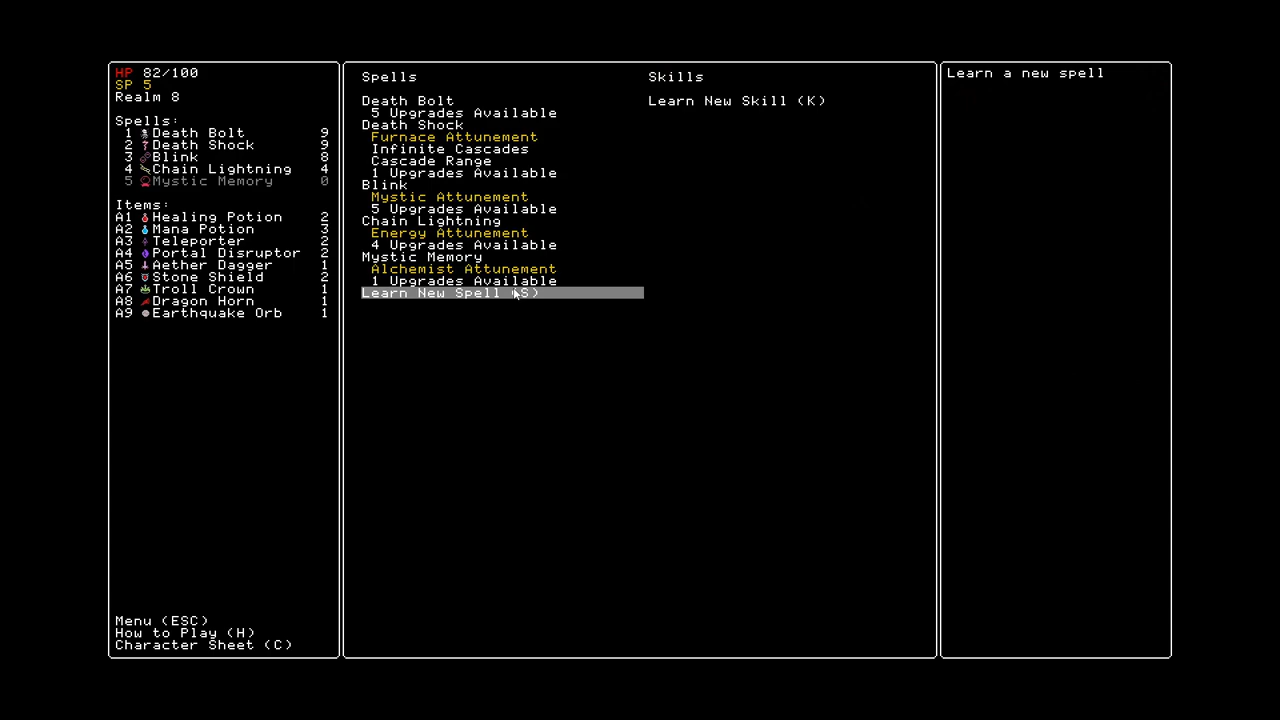 HP 82/100
SP 5
Realm 8
Spells:
1 Death Bolt 9
2 Death Shock 9
3 Blink 8
4 Chain Lightning 4
5 Mystic Memory 0
Items:
A1 Healing Potion 2
A2 Mana Potion 3
A3 Teleporter 2
A4 Portal Disruptor 2
A5 Aether Dagger 1
A6 Stone Shield 2
A7 Troll Crown 1
A8 Dragon Horn 1
A9 Earthquake Orb 1
Menu (ESC)
How to Play (H)
Character Sheet (C)
Spells
Death Bolt
5 Upgrades Available
Death Shock
Furnace Attunement
Infinite Cascades
Cascade Range
1 Upgrades Available
Blink
Mystic Attunement
5 Upgrades Available
Chain Lightning
Energy Attunement
4 Upgrades Available
Mystic Memory
Alchemist Attunement
1 Upgrades Available
Learn New Spell (S)
Skills
Learn New Skill (K)
Learn a new spell